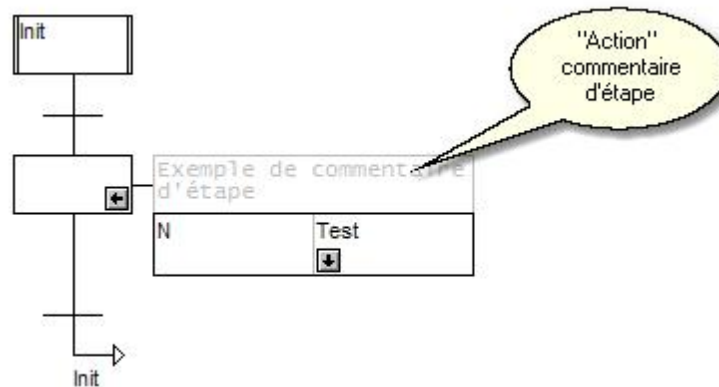 Init
"Action"
commentaire
d'étape
Exemple de commentaire
d'étape
N
Test
Init